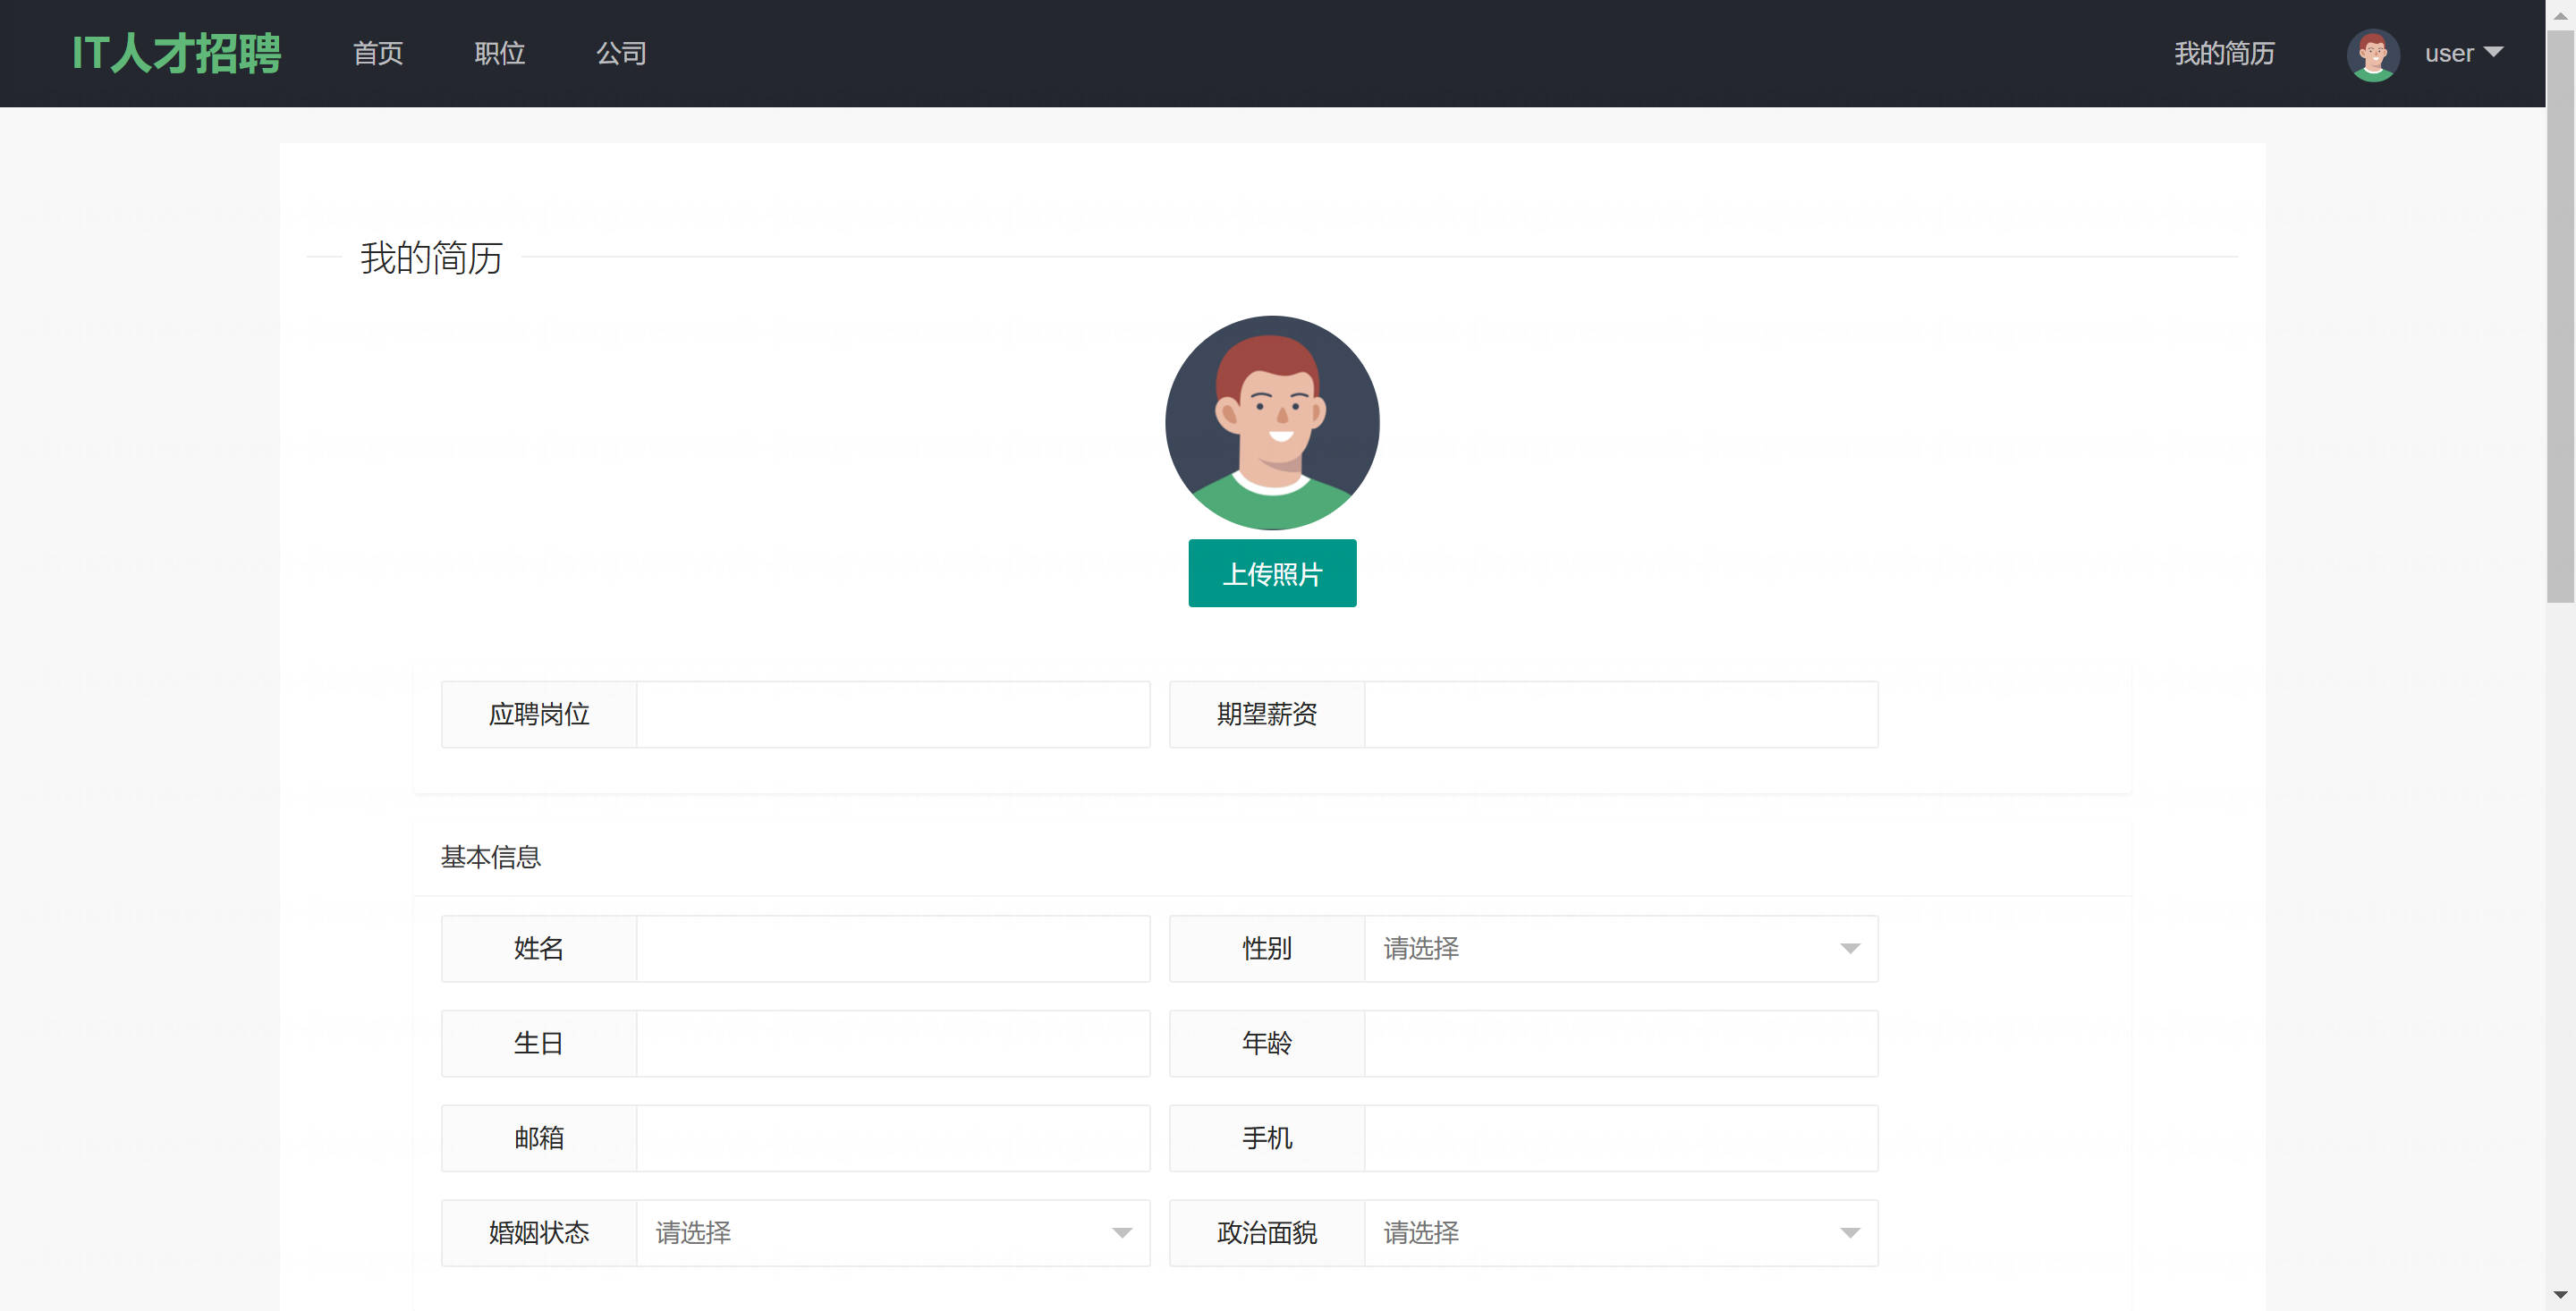 IT人才招聘 首页 职位 公司 我的简历 user
我的简历
上传照片
应聘岗位 期望薪资
基本信息
姓名 性别 请选择
生日 年龄
邮箱 手机
婚姻状态 请选择 政治面貌 请选择